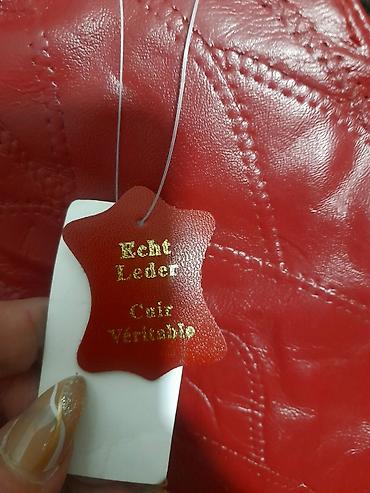 Echt
Leder
Cuir
Véritable